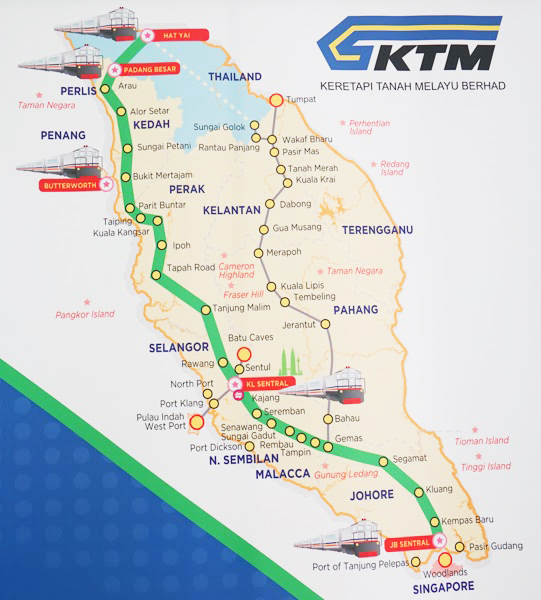 HAT YAI
KTM
KERETAPI TANAH MELAYU BERHAD
PADANG BESAR
THAILAND
PERLIS
Arau
Taman Negara
Tumpat
Alor Setar
KEDAH
Sungai Golok
Perhentian
Island
PENANG
Rantau Panjang
Wakaf Bharu
Pasir Mas
Sungai Petani
Redang
Island
Tanah Merah
Bukit Mertajam
BUTTERWORTH
Kuala Krai
PERAK
Parit Buntar
KELANTAN
Dabong
Taiping
Kuala Kangsar
Gua Musang
TERENGGANU
Ipoh
Merapoh
Tapah Road
Cameron
Highland
Taman Negara
Fraser Hill
Kuala Lipis
Tembeling
Pangkor Island
Tanjung Malim
PAHANG
Jerantut
Batu Caves
SELANGOR
Rawang
Sentul
North Port
KL SENTRAL
Port Klang
Kajang
Pulau Indah
West Port
Seremban
Bahau
Senawang
Sungai Gadut
Port Dickson
Rembau
Tampin
Gemas
Tioman Island
N. SEMBILAN
Segamat
Tinggi Island
MALACCA
Gunung Ledang
JOHORE
Kluang
Kempas Baru
JB SENTRAL
Pasir Gudang
Port of Tanjung Pelepas
Woodlands
SINGAPORE